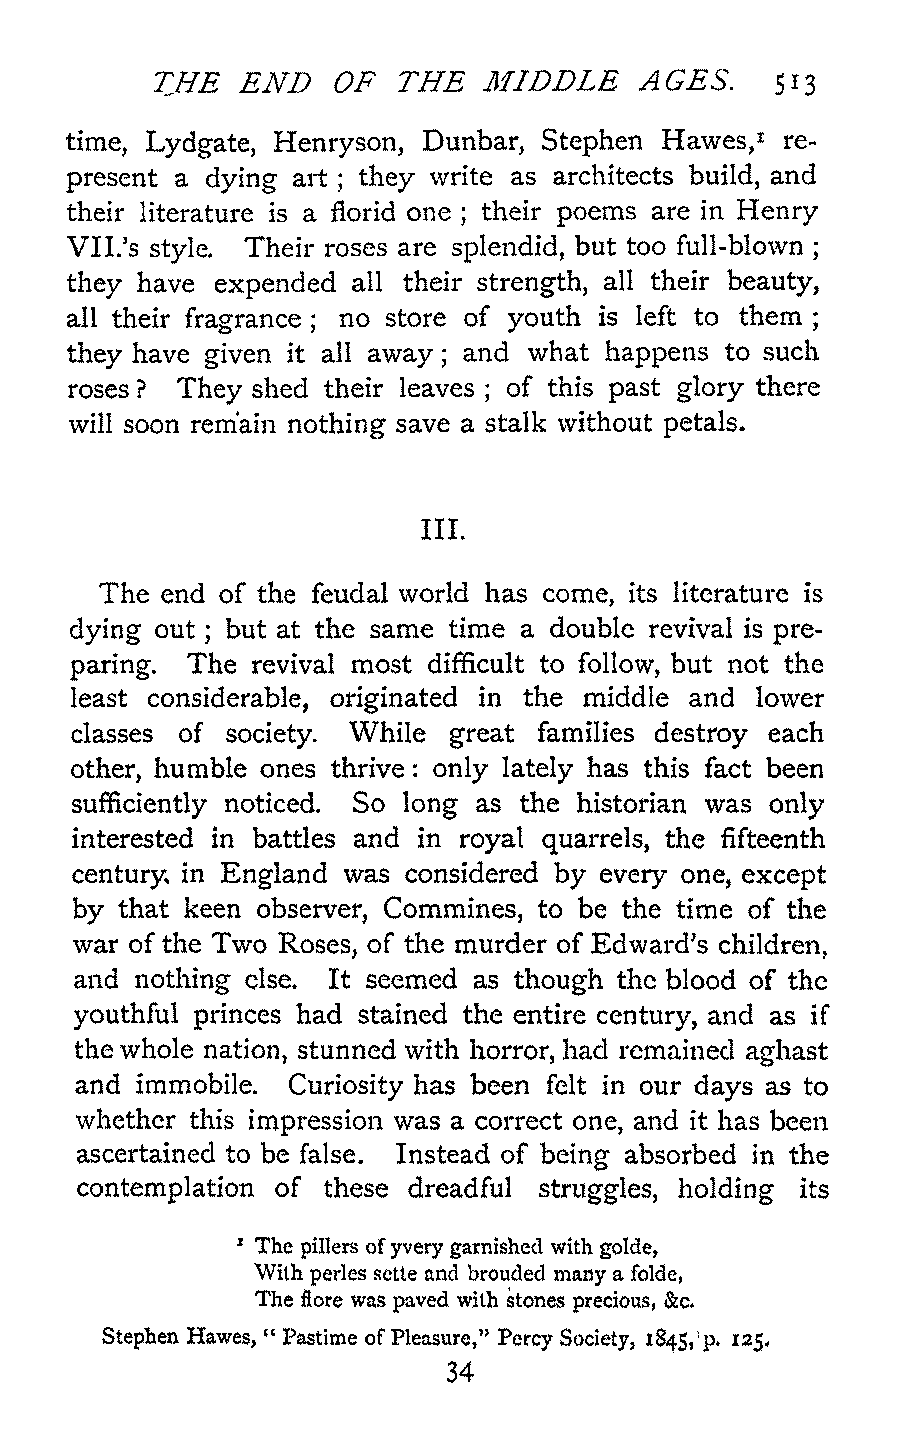 THE END OF THE MIDDLE AGES. 513
time, Lydgate, Henryson, Dunbar, Stephen Hawes,¹ re-
present a dying art ; they write as architects build, and
their literature is a florid one ; their poems are in Henry
VII.'s style. Their roses are splendid, but too full-blown ;
they have expended all their strength, all their beauty,
all their fragrance ; no store of youth is left to them ;
they have given it all away ; and what happens to such
roses ? They shed their leaves ; of this past glory there
will soon remain nothing save a stalk without petals.
III.
The end of the feudal world has come, its literature is
dying out ; but at the same time a double revival is pre-
paring. The revival most difficult to follow, but not the
least considerable, originated in the middle and lower
classes of society. While great families destroy each
other, humble ones thrive : only lately has this fact been
sufficiently noticed. So long as the historian was only
interested in battles and in royal quarrels, the fifteenth
century, in England was considered by every one, except
by that keen observer, Commines, to be the time of the
war of the Two Roses, of the murder of Edward's children,
and nothing else. It seemed as though the blood of the
youthful princes had stained the entire century, and as if
the whole nation, stunned with horror, had remained aghast
and immobile. Curiosity has been felt in our days as to
whether this impression was a correct one, and it has been
ascertained to be false. Instead of being absorbed in the
contemplation of these dreadful struggles, holding its
¹ The pillers of yvery garnished with golde,
With perles sette and brouded many a folde,
The flore was paved with stones precious, &c.
Stephen Hawes, “ Pastime of Pleasure,” Percy Society, 1845, p. 125.
34